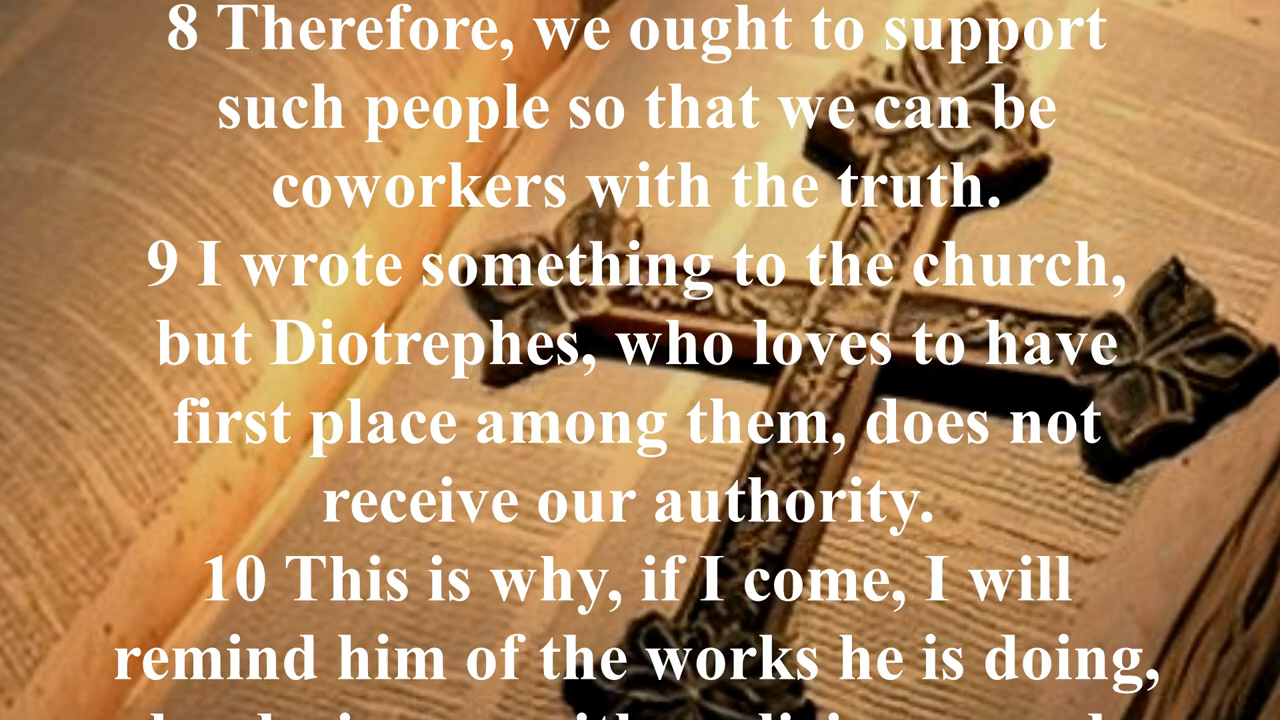 8 Therefore, we ought to support
such people so that we can be
coworkers with the truth.
9 I wrote something to the church,
but Diotrephes, who loves to have
first place among them, does not
receive our authority.
10 This is why, if I come, I will
remind him of the works he is doing,